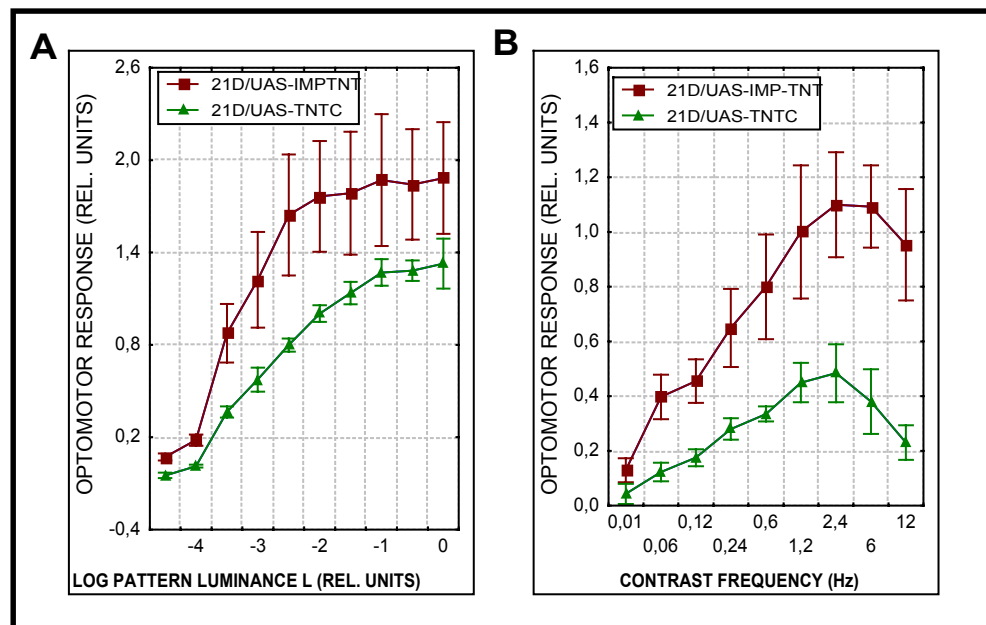 A
OPTOMOTOR RESPONSE (REL. UNITS)
2,6
2,0
1,4
0,8
0,2
-0,4
21D/UAS-IMPTNT
21D/UAS-TNTC
-4 -3 -2 -1 0
LOG PATTERN LUMINANCE L (REL. UNITS)
B
OPTOMOTOR RESPONSE (REL. UNITS)
1,6
1,4
1,2
1,0
0,8
0,6
0,4
0,2
0,0
21D/UAS-IMP-TNT
21D/UAS-TNTC
0,01 0,12 0,6 2,4 12
0,06 0,24 1,2 6
CONTRAST FREQUENCY (Hz)